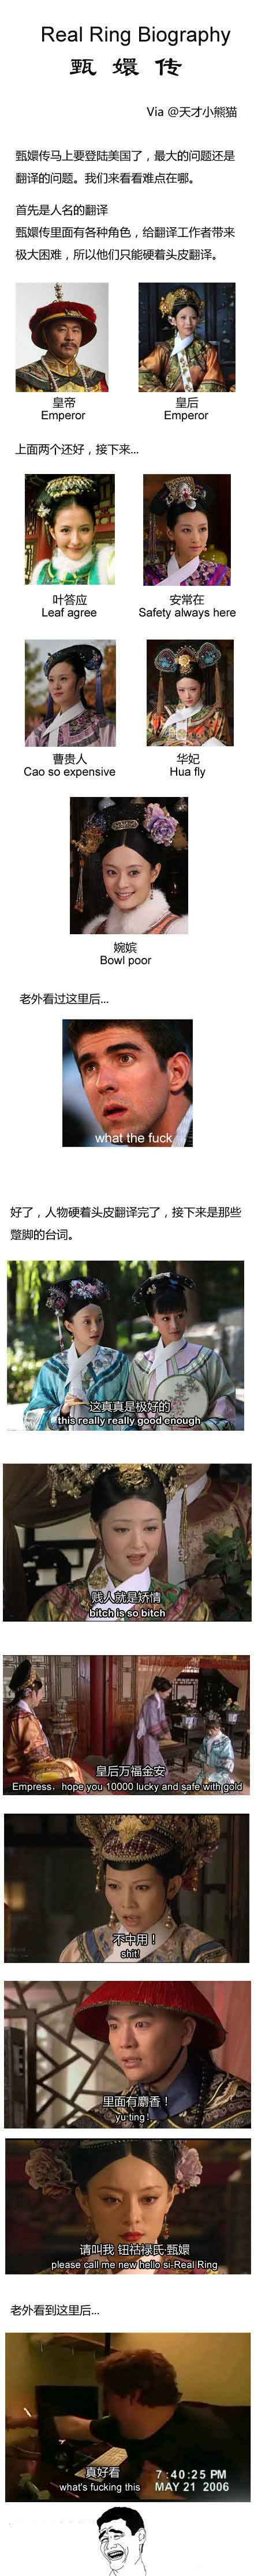 Real Ring Biography
甄嬛传
Via @天才小熊猫
甄嬛传马上要登陆美国了，最大的问题还是
翻译的问题。我们来看看难点在哪。
首先是人名的翻译
甄嬛传里面有各种角色，给翻译工作者带来
极大困难，所以他们只能硬着头皮翻译。
皇帝
Emperor
皇后
Emperor
上面两个还好，接下来...
叶答应
Leaf agree
安常在
Safety always here
曹贵人
Cao so expensive
华妃
Hua fly
婉嫔
Bowl poor
老外看过这里后...
what the fuck
好了，人物硬着头皮翻译完了，接下来是那些
蹩脚的台词。
这真真是极好的
this really really good enough
贱人就是矫情
bitch is so bitch
皇后万福金安
Empress，hope you 10000 lucky and safe with gold
不中用！
shit!
里面有麝香！
yu-ting！
请叫我 钮祜禄氏·甄嬛
please call me new hello si-Real Ring
老外看到这里后...
真好看
what's fucking this
7:40:25 PM
MAY 21 2006